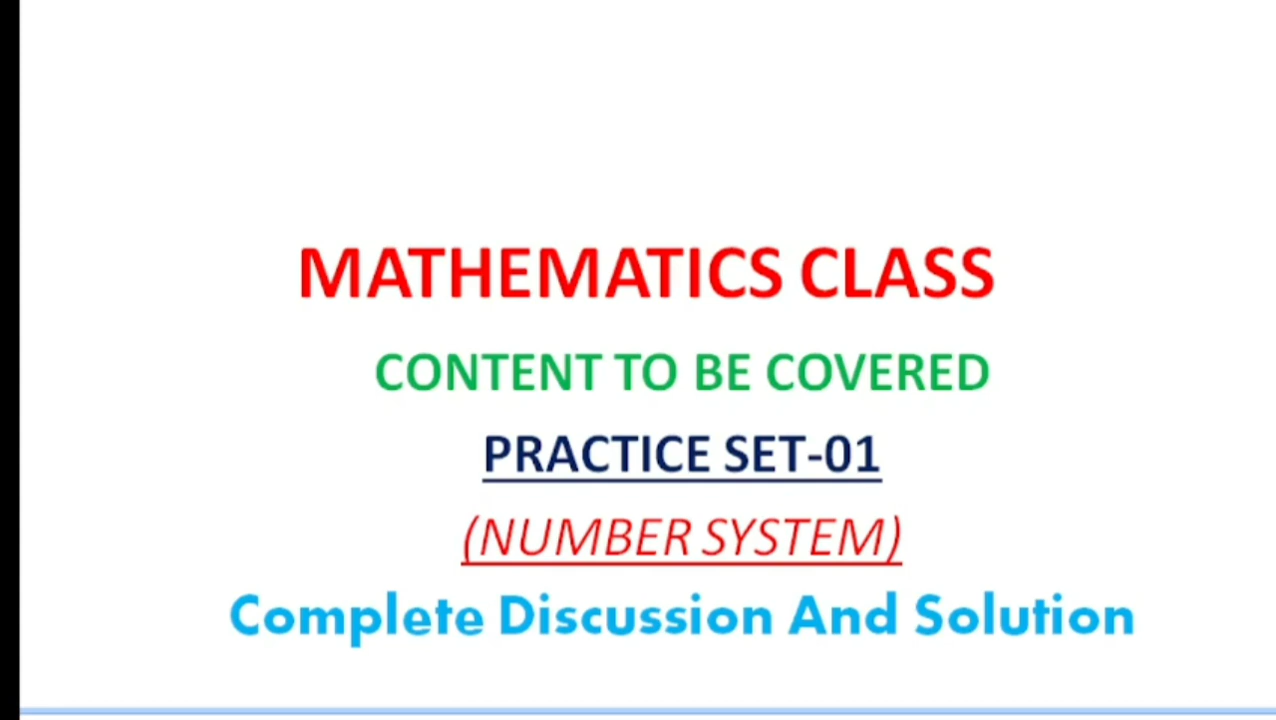 MATHEMATICS CLASS
CONTENT TO BE COVERED
PRACTICE SET-01
(NUMBER SYSTEM)
Complete Discussion And Solution